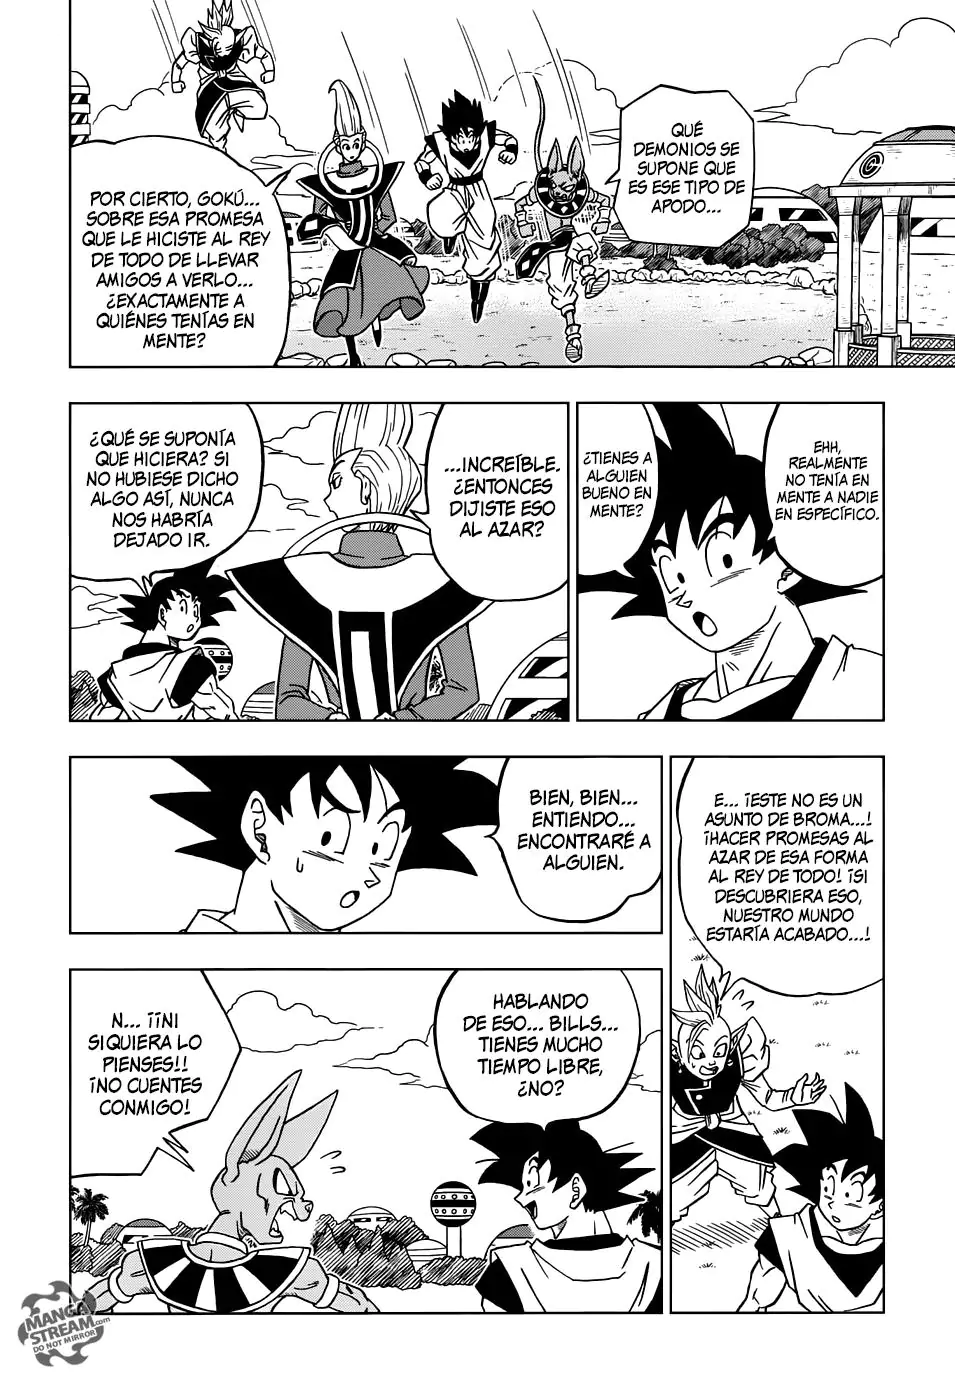 QUÉ
DEMONIOS SE
SUPONE QUE
ES ESE TIPO DE
APODO...
POR CIERTO, GOKÚ...
SOBRE ESA PROMESA
QUE LE HICISTE AL REY
DE TODO DE LLEVAR
AMIGOS A VERLO...
¿EXACTAMENTE A
QUIÉNES TENÍAS EN
MENTE?
EHH,
REALMENTE
NO TENÍA EN
MENTE A NADIE
EN ESPECÍFICO.
¿TIENES A
ALGUIEN
BUENO EN
MENTE?
...INCREÍBLE.
¿ENTONCES
DIJISTE ESO
AL AZAR?
¿QUÉ SE SUPONÍA
QUE HICIERA? SI
NO HUBIESE DICHO
ALGO ASÍ, NUNCA
NOS HABRÍA
DEJADO IR.
E... ¡ESTE NO ES UN
ASUNTO DE BROMA...!
¡HACER PROMESAS AL
AZAR DE ESA FORMA
AL REY DE TODO! ¡SI
DESCUBRIERA ESO,
NUESTRO MUNDO
ESTARÍA ACABADO...!
BIEN, BIEN...
ENTIENDO...
ENCONTRARÉ A
ALGUIEN.
HABLANDO
DE ESO... BILLS...
TIENES MUCHO
TIEMPO LIBRE,
¿NO?
N... ¡¡NI
SIQUIERA LO
PIENSES!!
¡NO CUENTES
CONMIGO!
MANGA
STREAM.com
DO NOT MIRROR